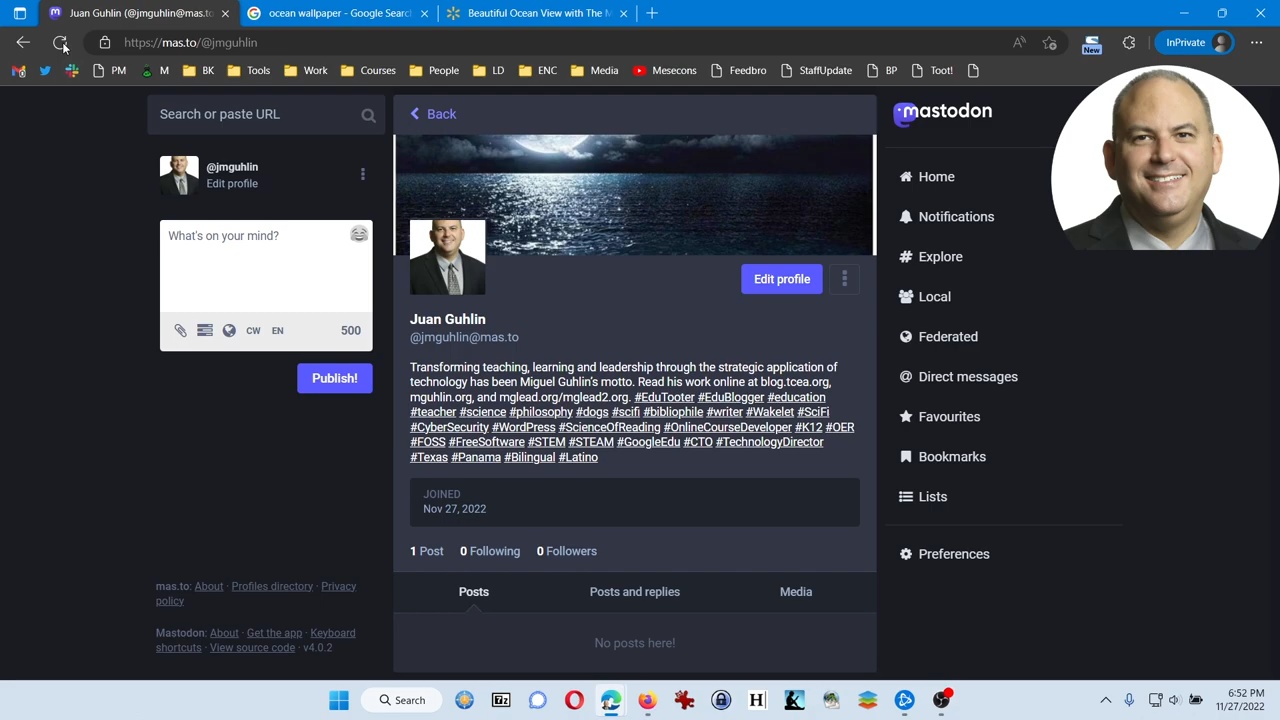 Juan Guhlin (@jmguhlin@mas.to)
ocean wallpaper - Google Search
Beautiful Ocean View with The M
https://mas.to/@jmguhlin
New
InPrivate
PM
M
BK
Tools
Work
Courses
People
LD
ENC
Media
Mesecons
Feedbro
StaffUpdate
BP
Toot!
Search or paste URL
@jmguhlin
Edit profile
What's on your mind?
CW
EN
500
Publish!
mas.to: About · Profiles directory · Privacy
policy
Mastodon: About · Get the app · Keyboard
shortcuts · View source code · v4.0.2
Back
Edit profile
Juan Guhlin
@jmguhlin@mas.to
Transforming teaching, learning and leadership through the strategic application of
technology has been Miguel Guhlin's motto. Read his work online at blog.tcea.org,
mguhlin.org, and mglead.org/mglead2.org. #EduTooter #EduBlogger #education
#teacher #science #philosophy #dogs #scifi #bibliophile #writer #Wakelet #SciFi
#CyberSecurity #WordPress #ScienceOfReading #OnlineCourseDeveloper #K12 #OER
#FOSS #FreeSoftware #STEM #STEAM #GoogleEdu #CTO #TechnologyDirector
#Texas #Panama #Bilingual #Latino
JOINED
Nov 27, 2022
1 Post 0 Following 0 Followers
Posts
Posts and replies
Media
No posts here!
mastodon
Home
Notifications
Explore
Local
Federated
Direct messages
Favourites
Bookmarks
Lists
Preferences
Search
7z
H
6:52 PM
11/27/2022